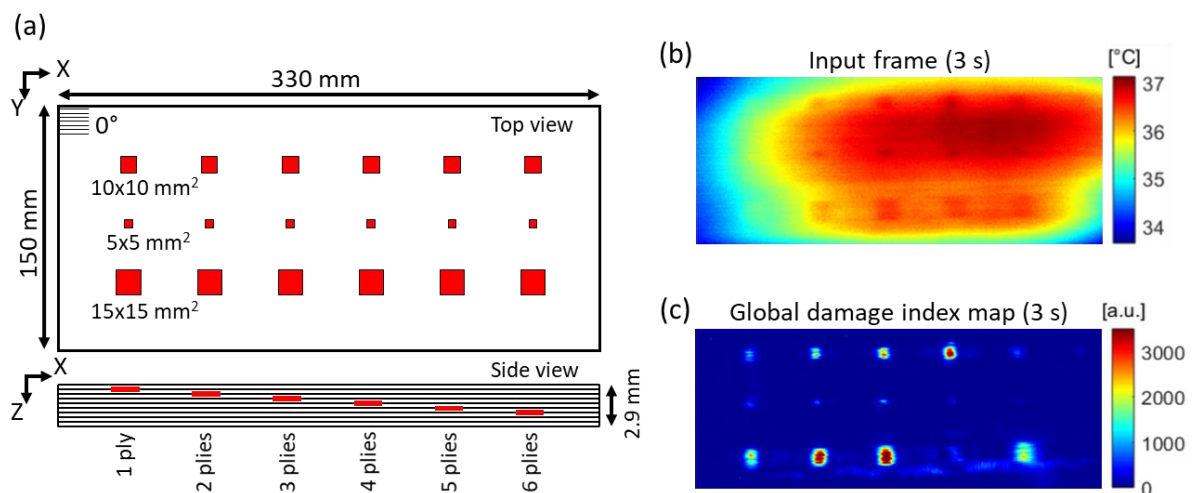 (a)
X
Y
330 mm
0°
Top view
10x10 mm²
5x5 mm²
15x15 mm²
150 mm
X
Z
Side view
2.9 mm
1 ply
2 plies
3 plies
4 plies
5 plies
6 plies
(b)
Input frame (3 s)
[°C]
37
36
35
34
(c)
Global damage index map (3 s)
[a.u.]
3000
2000
1000
0